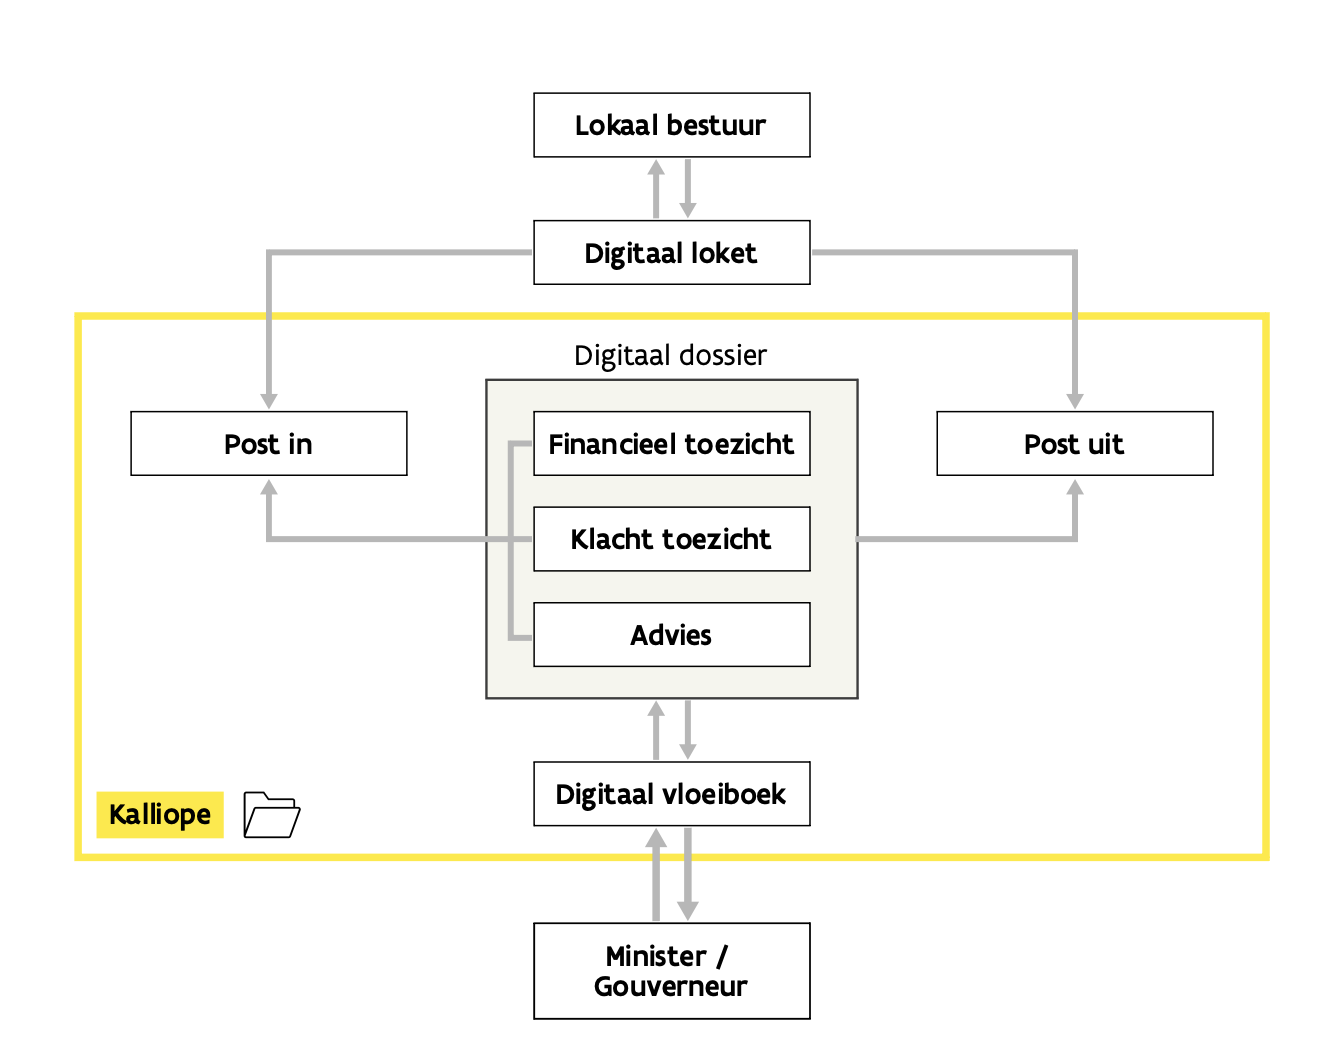 Lokaal bestuur
Digitaal loket
Digitaal dossier
Post in
Financieel toezicht
Post uit
Klacht toezicht
Advies
Digitaal vloeiboek
Kalliope
Minister /
Gouverneur